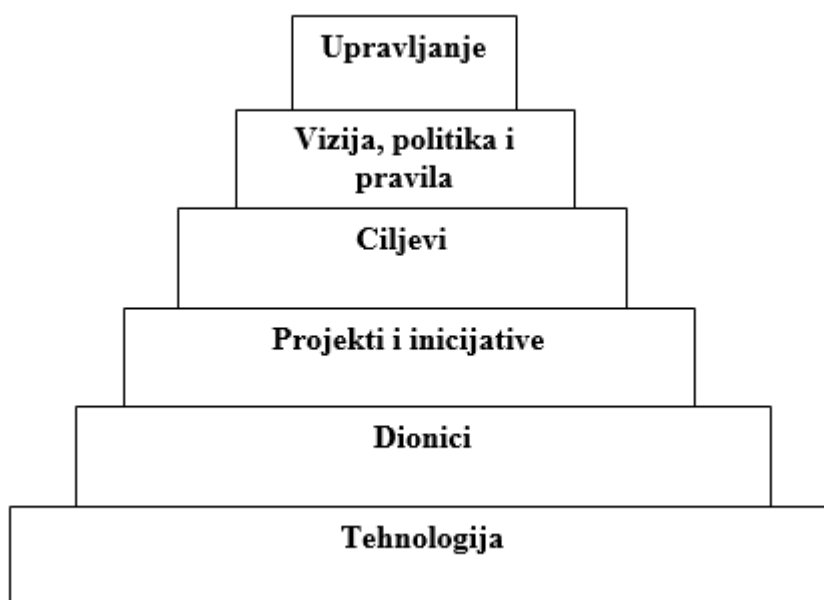 Upravljanje
Vizija, politika i
pravila
Ciljevi
Projekti i inicijative
Dionici
Tehnologija